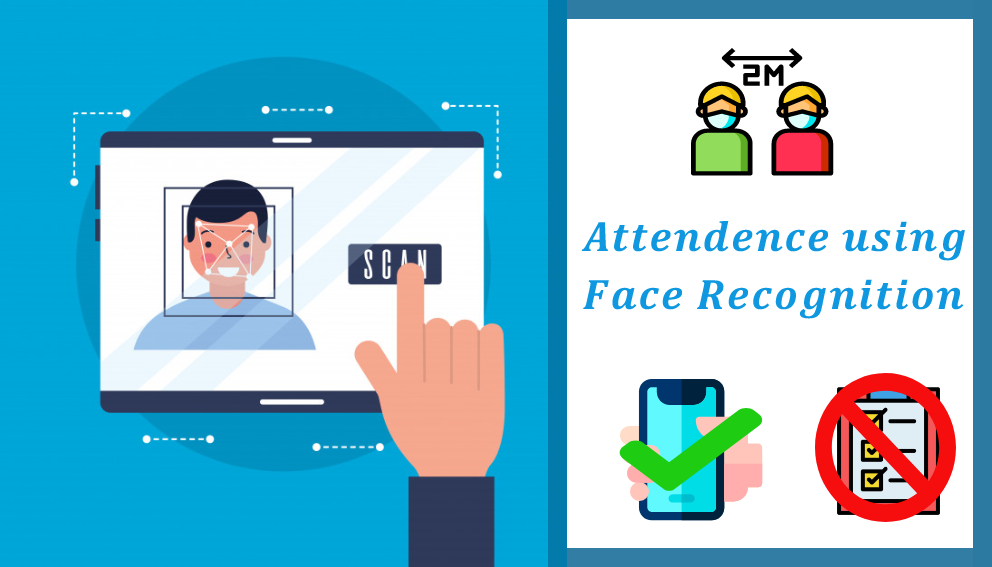 SCAN
2M
Attendence using
Face Recognition